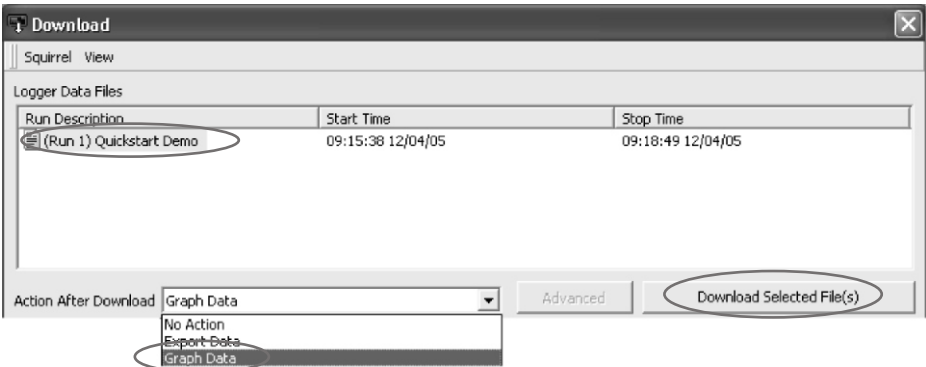 Download
Squirrel View
Logger Data Files
Run Description Start Time Stop Time
(Run 1) Quickstart Demo 09:15:38 12/04/05 09:18:49 12/04/05
Action After Download Graph Data Advanced Download Selected File(s)
No Action
Export Data
Graph Data